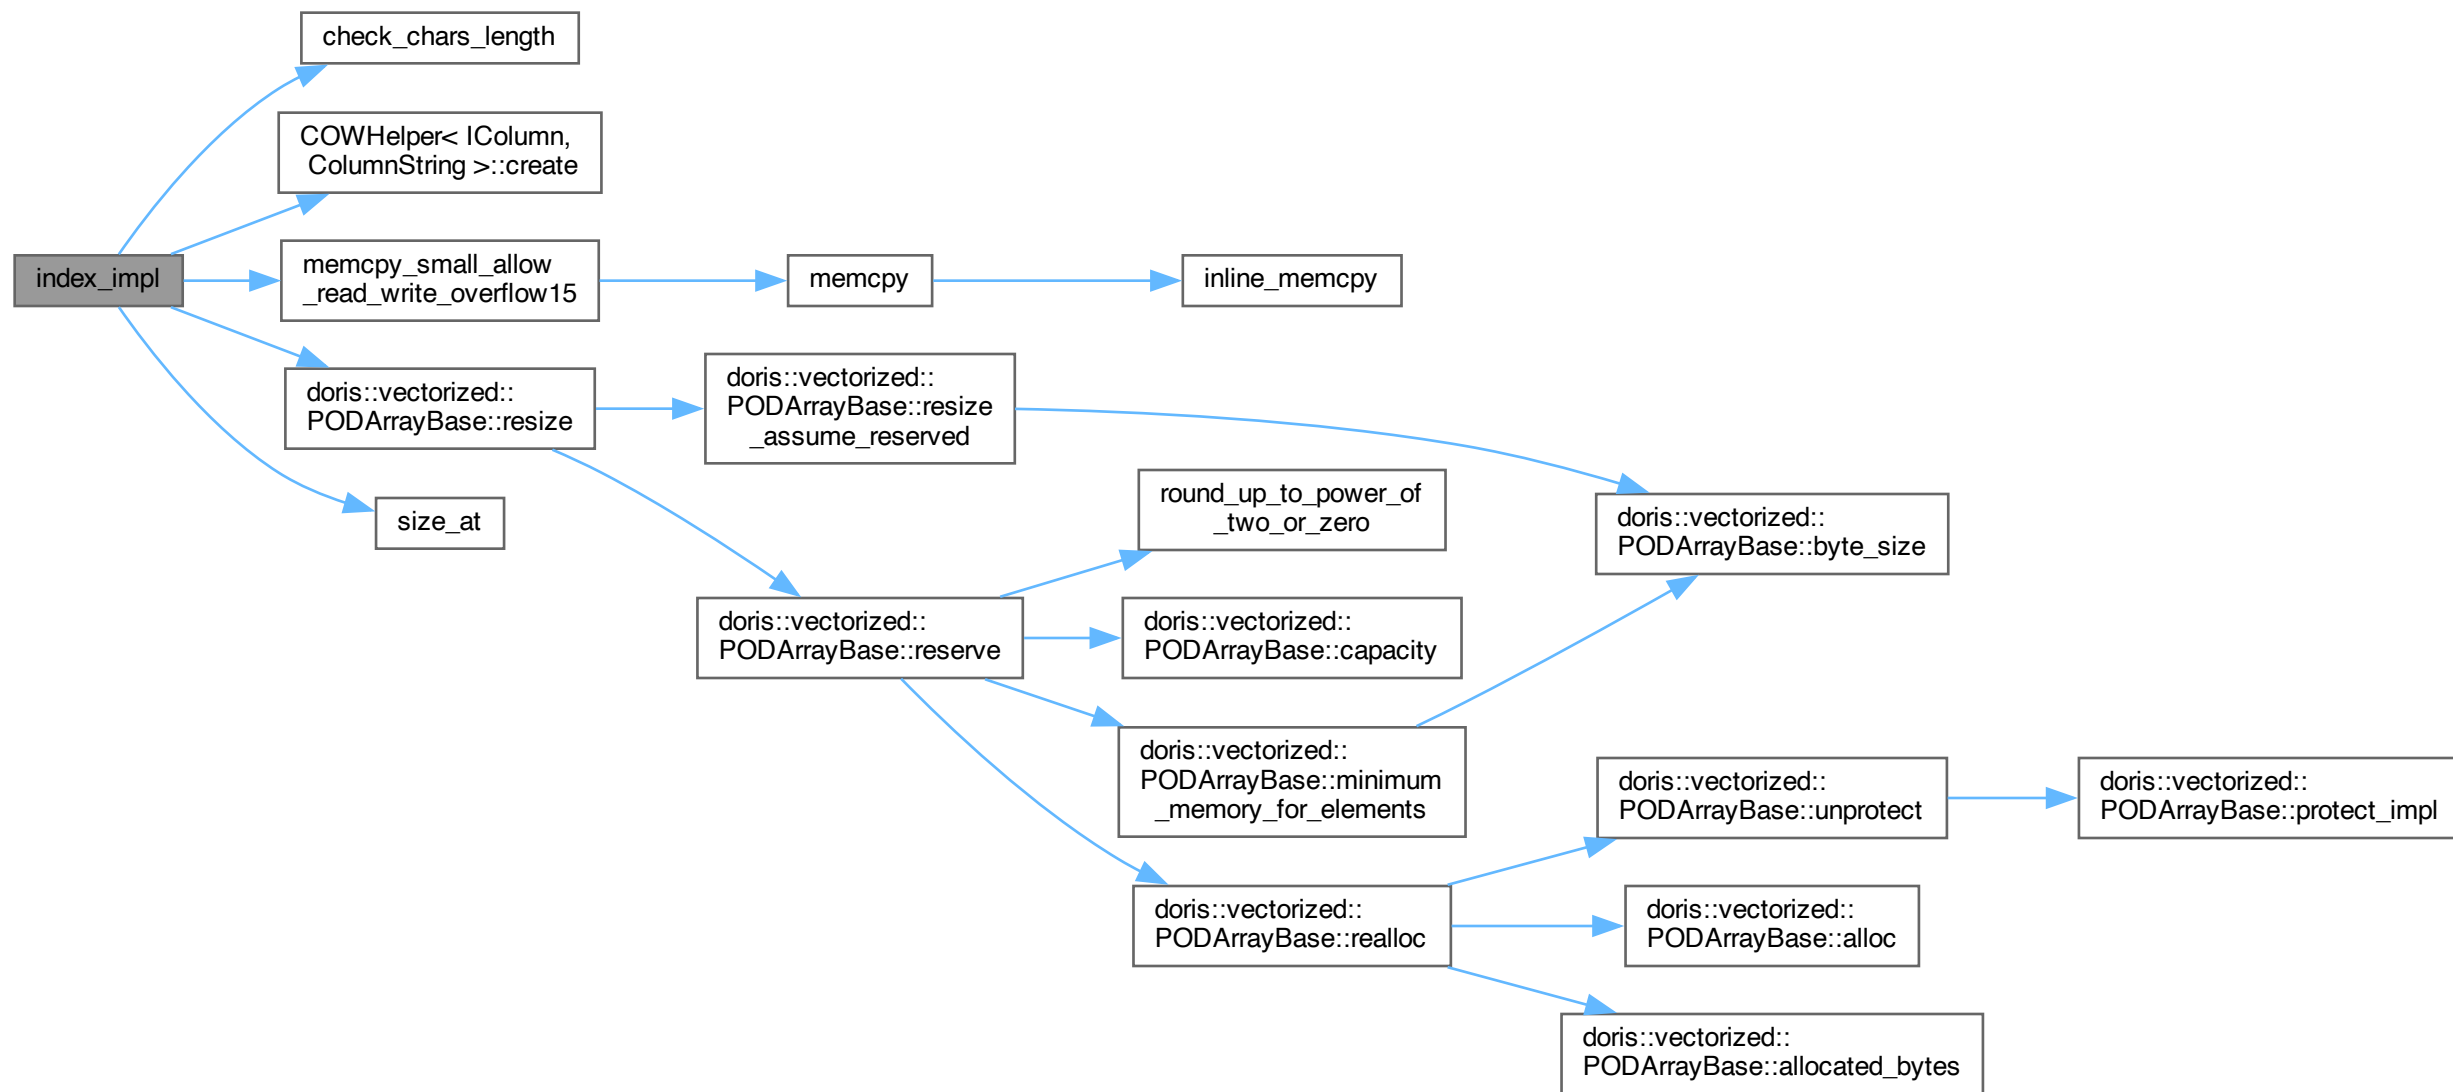 check_chars_length
COWHelper< IColumn,
ColumnString >::create
index_impl
memcpy_small_allow
_read_write_overflow15
memcpy
inline_memcpy
doris::vectorized::
PODArrayBase::resize
doris::vectorized::
PODArrayBase::resize
_assume_reserved
size_at
round_up_to_power_of
_two_or_zero
doris::vectorized::
PODArrayBase::byte_size
doris::vectorized::
PODArrayBase::reserve
doris::vectorized::
PODArrayBase::capacity
doris::vectorized::
PODArrayBase::minimum
_memory_for_elements
doris::vectorized::
PODArrayBase::unprotect
doris::vectorized::
PODArrayBase::protect_impl
doris::vectorized::
PODArrayBase::realloc
doris::vectorized::
PODArrayBase::alloc
doris::vectorized::
PODArrayBase::allocated_bytes